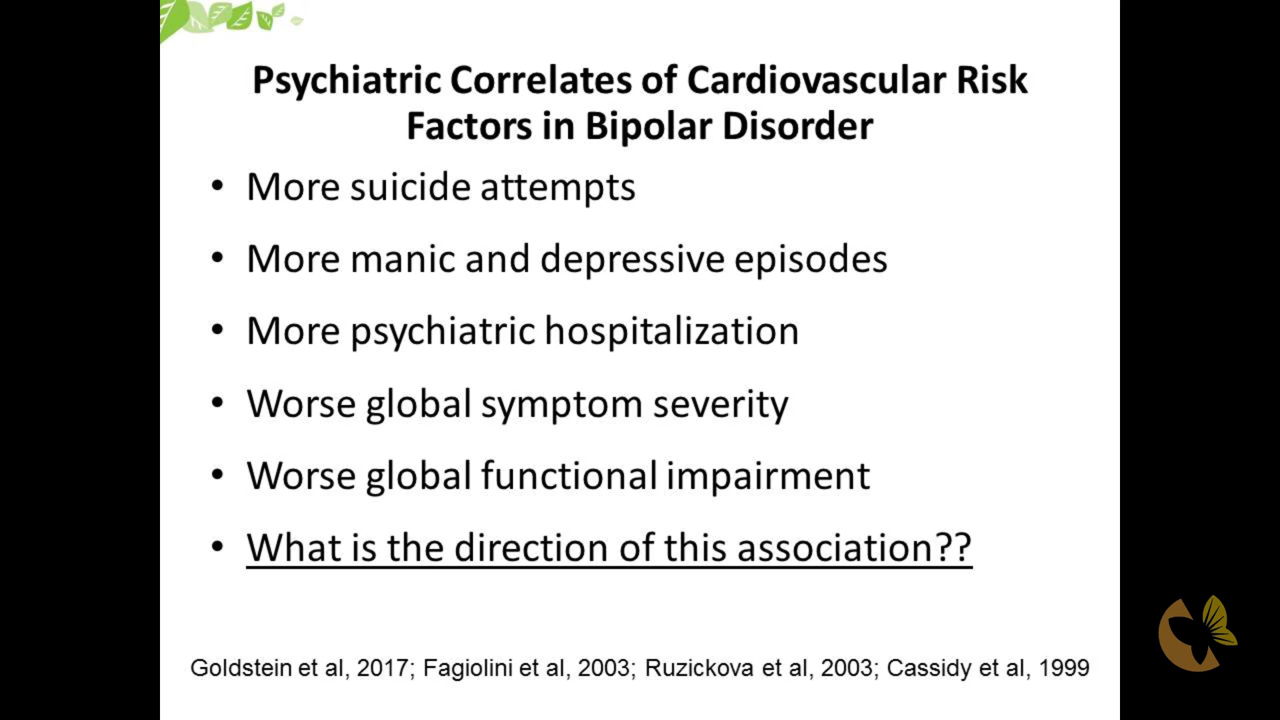 Psychiatric Correlates of Cardiovascular Risk
Factors in Bipolar Disorder
• More suicide attempts
• More manic and depressive episodes
• More psychiatric hospitalization
• Worse global symptom severity
• Worse global functional impairment
• What is the direction of this association??
Goldstein et al, 2017; Fagiolini et al, 2003; Ruzickova et al, 2003; Cassidy et al, 1999